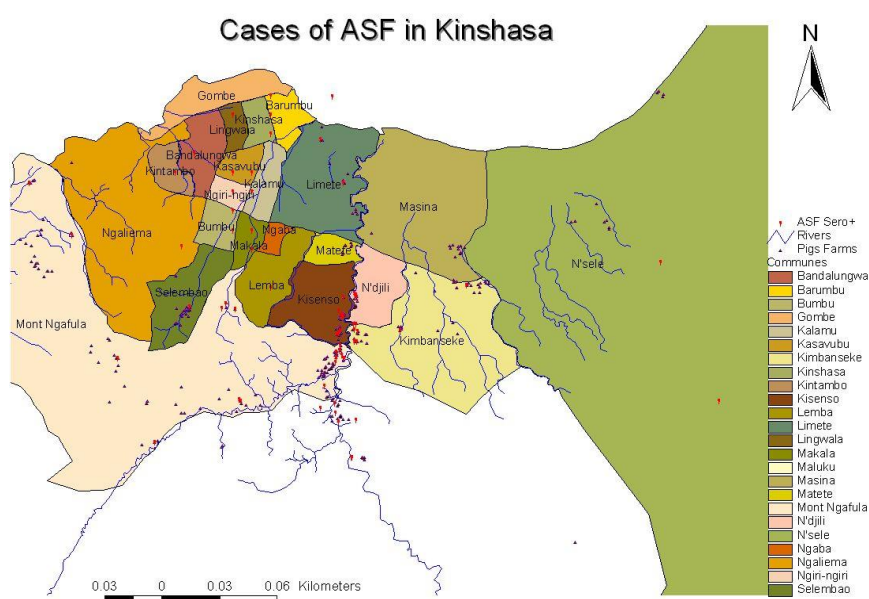 Cases of ASF in Kinshasa
N
Gombe
Barumbu
Kinshasa
Lingwala
Bandalungwa
Kasavubu
Kintambo
Kalamu
Limete
Ngiri-ngiri
Masina
Bumbu
Ngaba
Ngaliema
Makala
Matete
N'sele
Selembao
Lemba
N'djili
Kisenso
Mont Ngafula
Kimbanseke
ASF Sero+
Rivers
Pigs Farms
Communes
Bandalungwa
Barumbu
Bumbu
Gombe
Kalamu
Kasavubu
Kimbanseke
Kinshasa
Kintambo
Kisenso
Lemba
Limete
Lingwala
Makala
Maluku
Masina
Matete
Mont Ngafula
N'djili
N'sele
Ngaba
Ngaliema
Ngiri-ngiri
Selembao
0.03 0 0.03 0.06 Kilometers